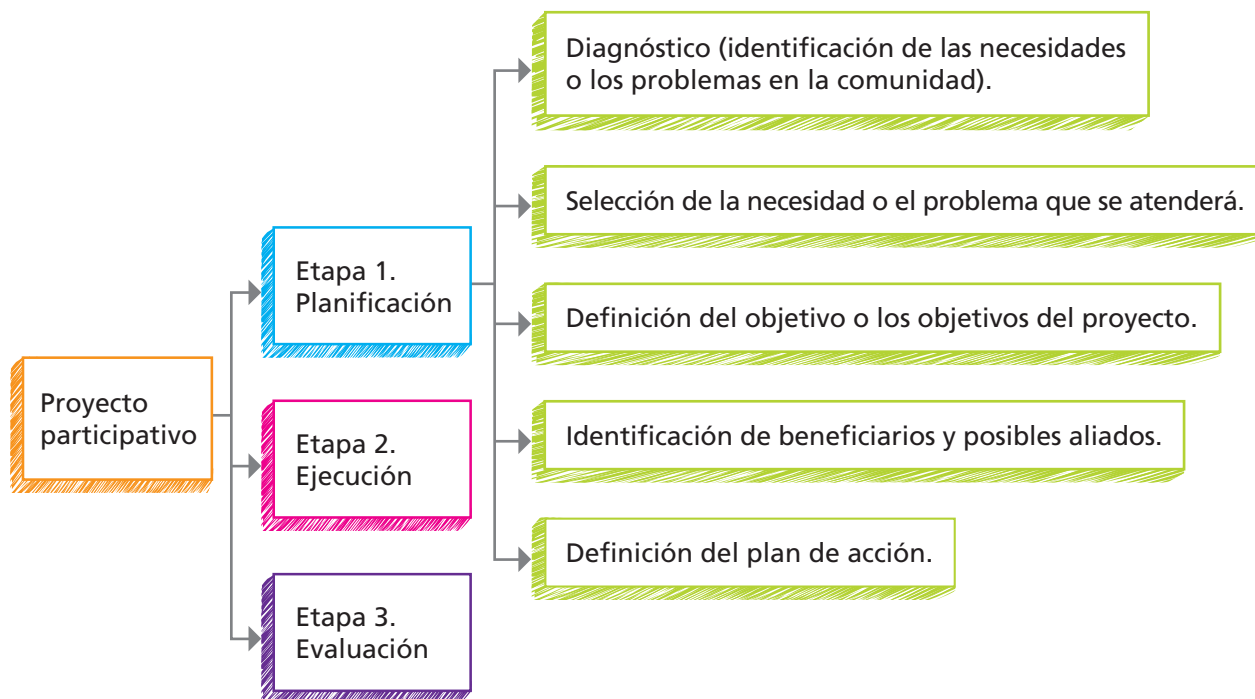 Proyecto
participativo
Etapa 1.
Planificación
Diagnóstico (identificación de las necesidades
o los problemas en la comunidad).
Selección de la necesidad o el problema que se atenderá.
Definición del objetivo o los objetivos del proyecto.
Identificación de beneficiarios y posibles aliados.
Definición del plan de acción.
Etapa 2.
Ejecución
Etapa 3.
Evaluación